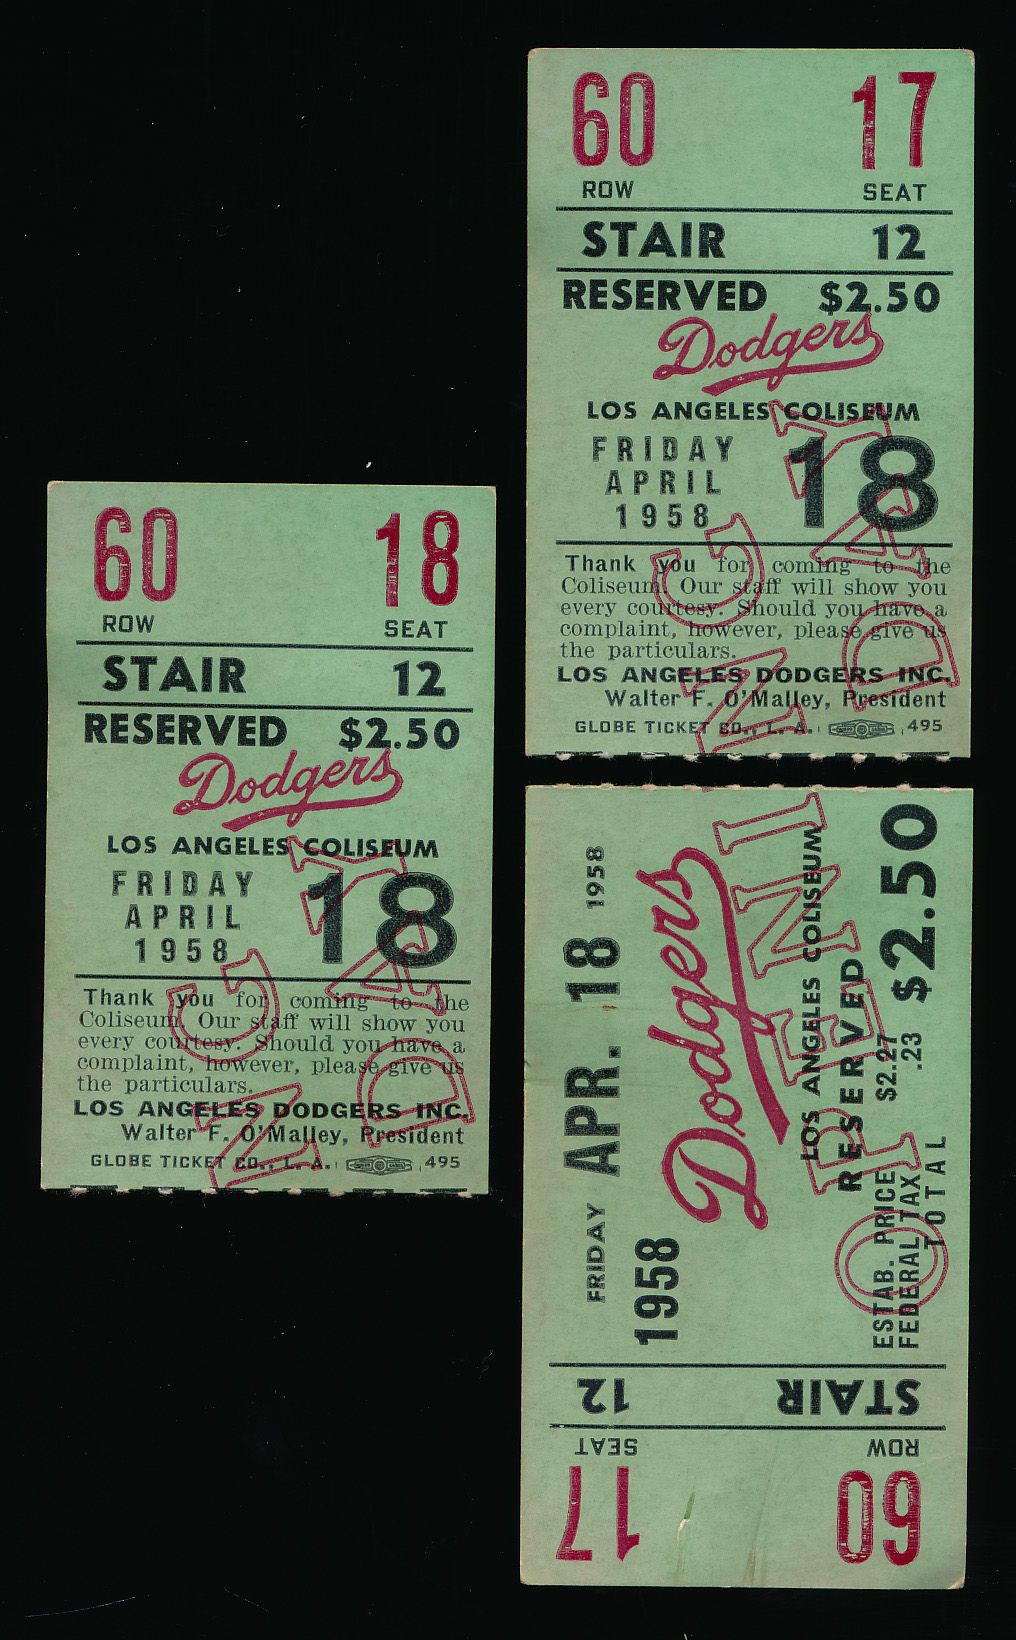 60 17
ROW SEAT
STAIR 12
RESERVED $2.50
Dodgers
LOS ANGELES COLISEUM
FRIDAY
APRIL 18
1958
Thank you for coming to the
Coliseum. Our staff will show you
every courtesy. Should you have a
complaint, however, please give us
the particulars.
LOS ANGELES DODGERS INC.
Walter F. O'Malley, President
GLOBE TICKET CO., L. A. 495
OPENING DAY
60 18
ROW SEAT
STAIR 12
RESERVED $2.50
Dodgers
LOS ANGELES COLISEUM
FRIDAY
APRIL 18
1958
Thank you for coming to the
Coliseum. Our staff will show you
every courtesy. Should you have a
complaint, however, please give us
the particulars.
LOS ANGELES DODGERS INC.
Walter F. O'Malley, President
GLOBE TICKET CO., L. A. 495
NG
DAY
FRIDAY APR. 18 1958
1958
Dodgers
LOS ANGELES COLISEUM
RESERVED
ESTAB. PRICE $2.27
FEDERAL TAX .23
TOTAL $2.50
STAIR 12
ROW SEAT
60 17